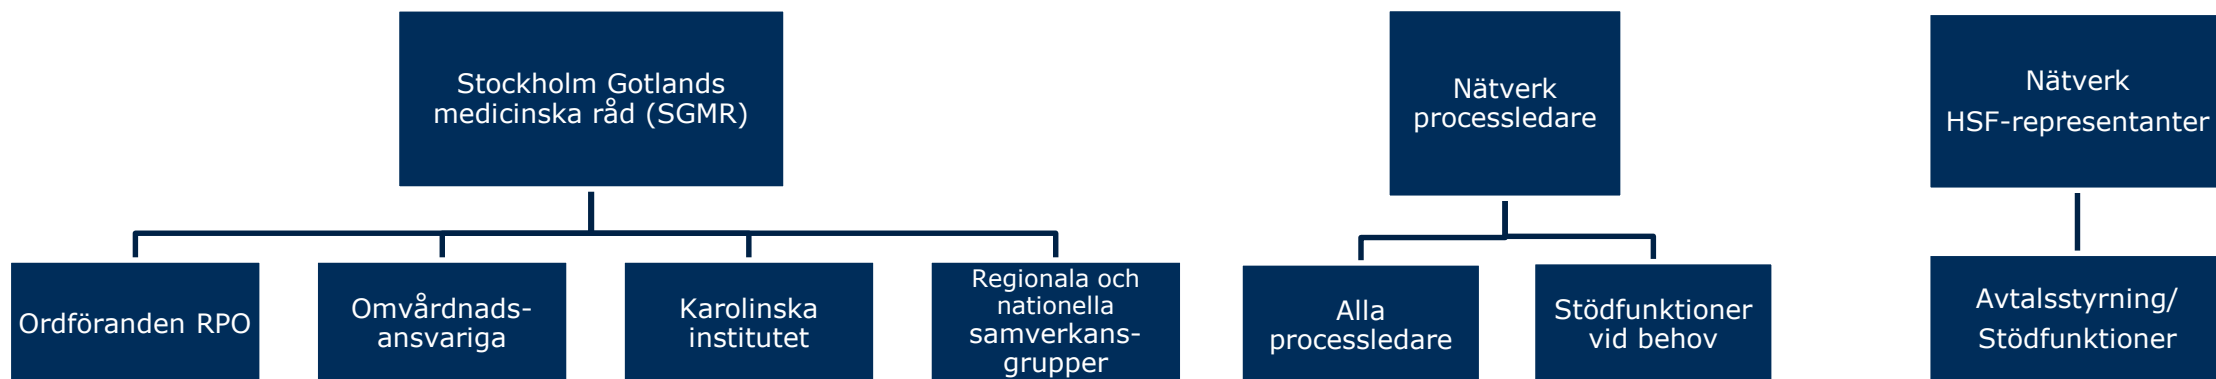 Stockholm Gotlands
medicinska råd (SGMR)
Nätverk
processledare
Nätverk
HSF-representanter
Ordföranden RPO
Omvårdnads-
ansvariga
Karolinska
institutet
Regionala och
nationella
samverkans-
grupper
Alla
processledare
Stödfunktioner
vid behov
Avtalsstyrning/
Stödfunktioner